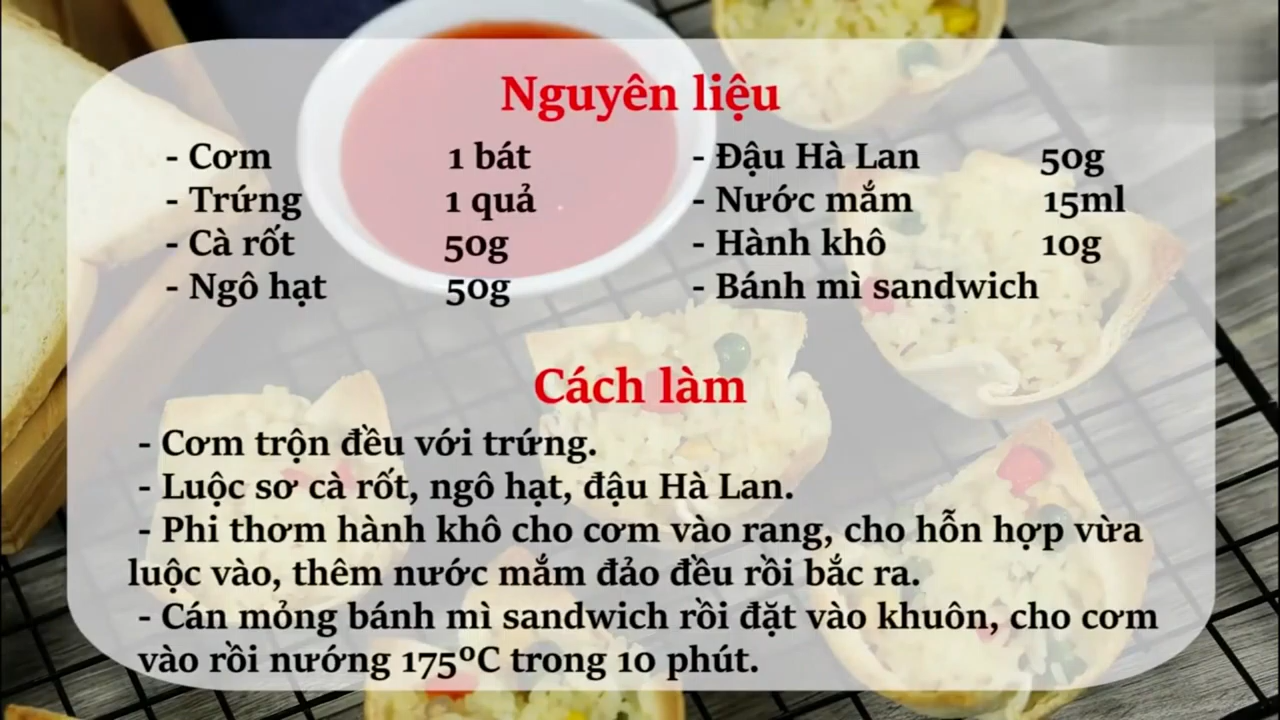 Nguyên liệu
- Cơm 1 bát - Đậu Hà Lan 50g
- Trứng 1 quả - Nước mắm 15ml
- Cà rốt 50g - Hành khô 10g
- Ngô hạt 50g - Bánh mì sandwich
Cách làm
- Cơm trộn đều với trứng.
- Luộc sơ cà rốt, ngô hạt, đậu Hà Lan.
- Phi thơm hành khô cho cơm vào rang, cho hỗn hợp vừa
luộc vào, thêm nước mắm đảo đều rồi bắc ra.
- Cán mỏng bánh mì sandwich rồi đặt vào khuôn, cho cơm
vào rồi nướng 175ºC trong 10 phút.